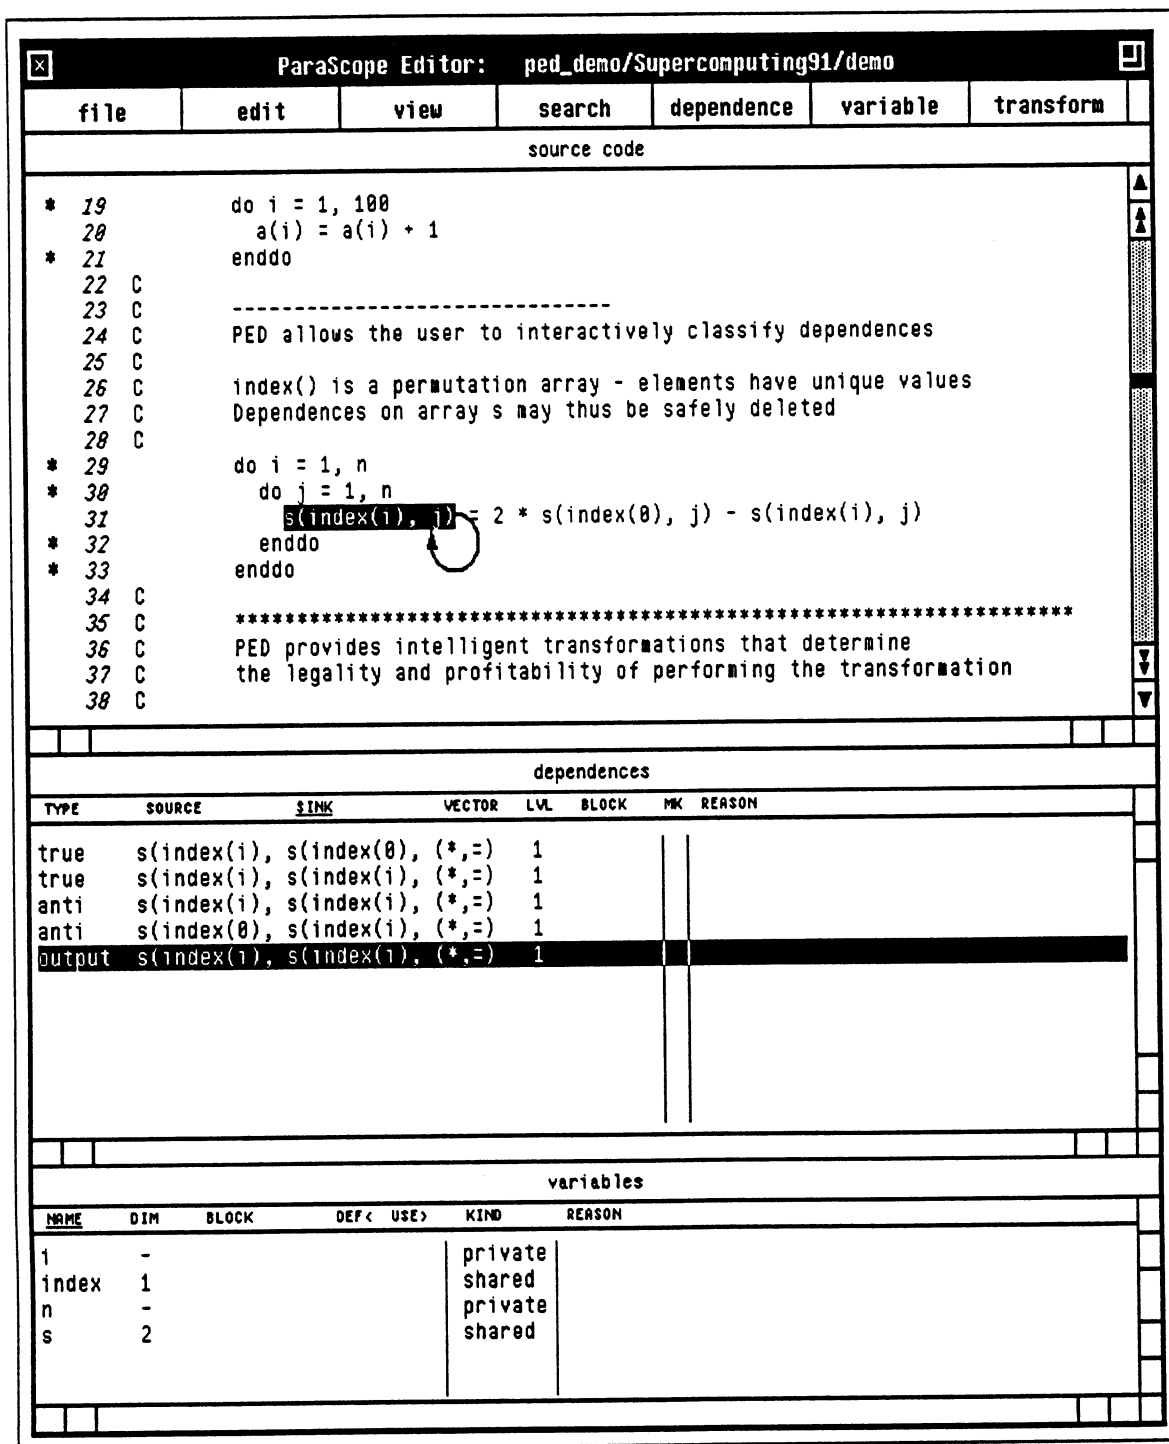 ParaScope Editor: ped_demo/Supercomputing91/demo
file edit view search dependence variable transform
source code
* 19 do i = 1, 100
20 a(i) = a(i) + 1
* 21 enddo
22 C
23 C -------------------------------
24 C PED allows the user to interactively classify dependences
25 C
26 C index() is a permutation array - elements have unique values
27 C Dependences on array s may thus be safely deleted
28 C
* 29 do i = 1, n
* 30 do j = 1, n
31 s(index(i), j) = 2 * s(index(0), j) - s(index(i), j)
* 32 enddo
* 33 enddo
34 C
35 C ********************************************************************
36 C PED provides intelligent transformations that determine
37 C the legality and profitability of performing the transformation
38 C
dependences
TYPE SOURCE SINK VECTOR LVL BLOCK MK REASON
true s(index(i), s(index(0), (*,=) 1
true s(index(i), s(index(i), (*,=) 1
anti s(index(i), s(index(i), (*,=) 1
anti s(index(0), s(index(i), (*,=) 1
output s(index(i), s(index(i), (*,=) 1
variables
NAME DIM BLOCK DEF< USE> KIND REASON
i - private
index 1 shared
n - private
s 2 shared